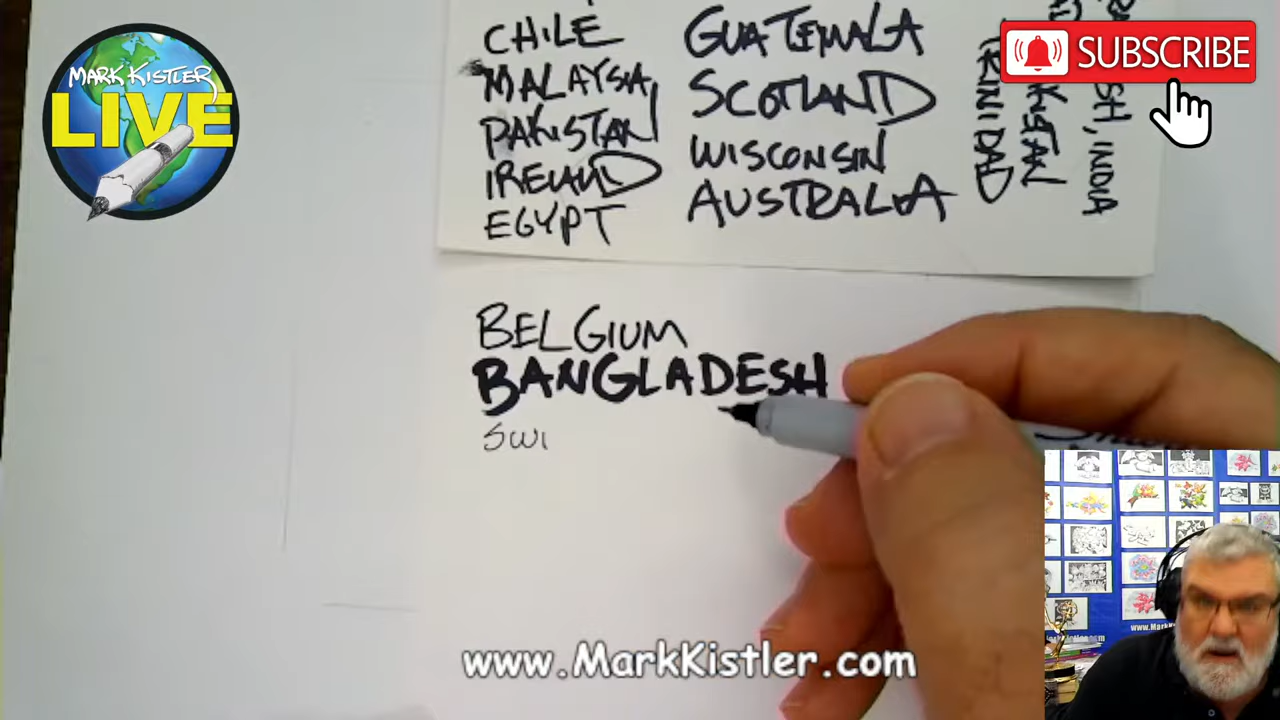 MARK KISTLER
LIVE
CHILE
MALAYSIA
PAKISTAN
IRELAND
EGYPT
GUATEMALA
SCOTLAND
WISCONSIN
AUSTRALIA
TRINIDAD
INDIA
SUBSCRIBE
BELGIUM
BANGLADESH
SWI
www.MarkKistler.com